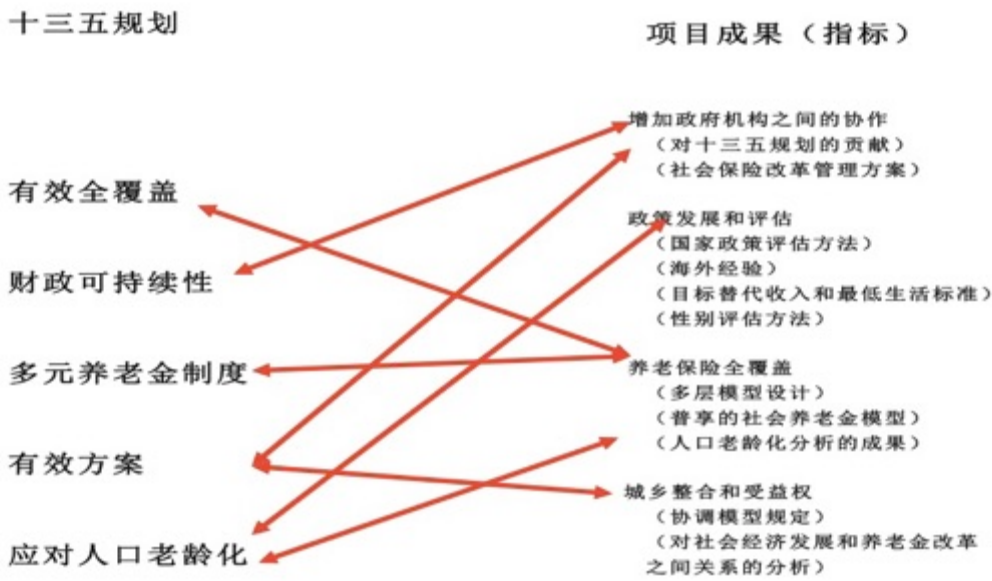 十三五规划
有效全覆盖
财政可持续性
多元养老金制度
有效方案
应对人口老龄化
项目成果（指标）
增加政府机构之间的协作
（对十三五规划的贡献）
（社会保险改革管理方案）
政策发展和评估
（国家政策评估方法）
（海外经验）
（目标替代收入和最低生活标准）
（性别评估方法）
养老保险全覆盖
（多层模型设计）
（普享的社会养老金模型）
（人口老龄化分析的成果）
城乡整合和受益权
（协调模型规定）
（对社会经济发展和养老金改革
之间关系的分析）